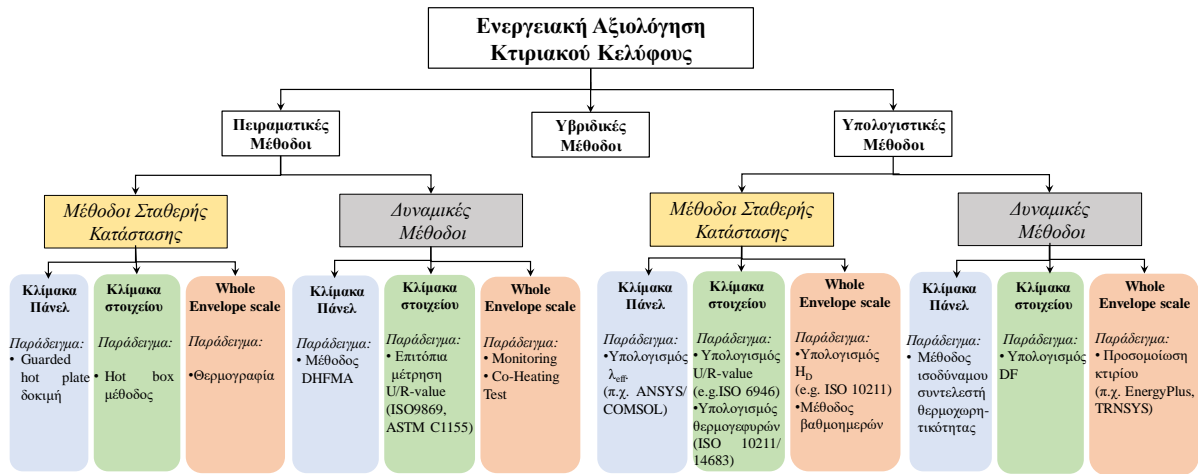 Ενεργειακή Αξιολόγηση
Κτιριακού Κελύφους
Πειραματικές
Μέθοδοι
Υβριδικές
Μέθοδοι
Υπολογιστικές
Μέθοδοι
Μέθοδοι Σταθερής
Κατάστασης
Δυναμικές
Μέθοδοι
Μέθοδοι Σταθερής
Κατάστασης
Δυναμικές
Μέθοδοι
Κλίμακα
Πάνελ
Παράδειγμα:
• Guarded
hot plate
δοκιμή
Κλίμακα
στοιχείου
Παράδειγμα:
• Hot box
μέθοδος
Whole
Envelope scale
Παράδειγμα:
•Θερμογραφία
Κλίμακα
Πάνελ
Παράδειγμα:
• Μέθοδος
DHFMA
Κλίμακα
στοιχείου
Παράδειγμα:
• Επιτόπια
μέτρηση
U/R-value
(ISO9869,
ASTM C1155)
Whole
Envelope scale
Παράδειγμα:
• Monitoring
• Co-Heating
Test
Κλίμακα
Πάνελ
Παράδειγμα:
•Υπολογισμός
λeff.
(π.χ. ANSYS/
COMSOL)
Κλίμακα
στοιχείου
Παράδειγμα:
• Υπολογισμός
U/R-value
(e.g.ISO 6946)
•Υπολογισμός
θερμογεφυρών
(ISO 10211/
14683)
Whole
Envelope scale
Παράδειγμα:
• Υπολογισμός
HD
(e.g. ISO 10211)
•Μέθοδος
βαθμοημερών
Κλίμακα
Πάνελ
Παράδειγμα:
• Μέθοδος
ισοδύναμου
συντελεστή
θερμοχωρη-
τικότητας
Κλίμακα
στοιχείου
Παράδειγμα:
• Υπολογισμός
DF
Whole
Envelope scale
Παράδειγμα:
• Προσομοίωση
κτιρίου
(π.χ. EnergyPlus,
TRNSYS)